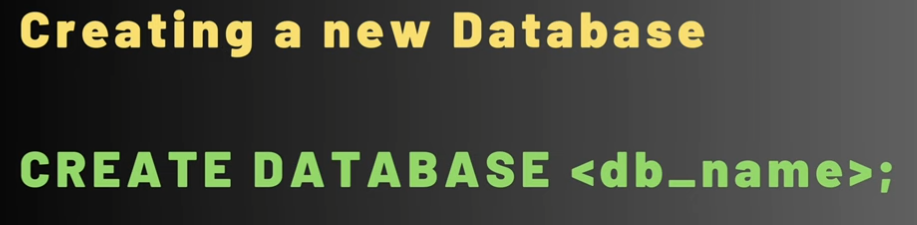 Creating a new Database
CREATE DATABASE <db_name>;